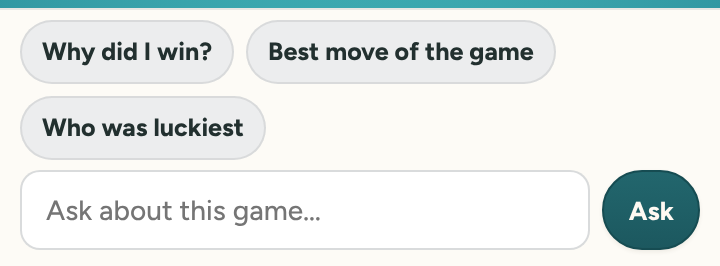 Why did I win? Best move of the game
Who was luckiest
Ask about this game... Ask